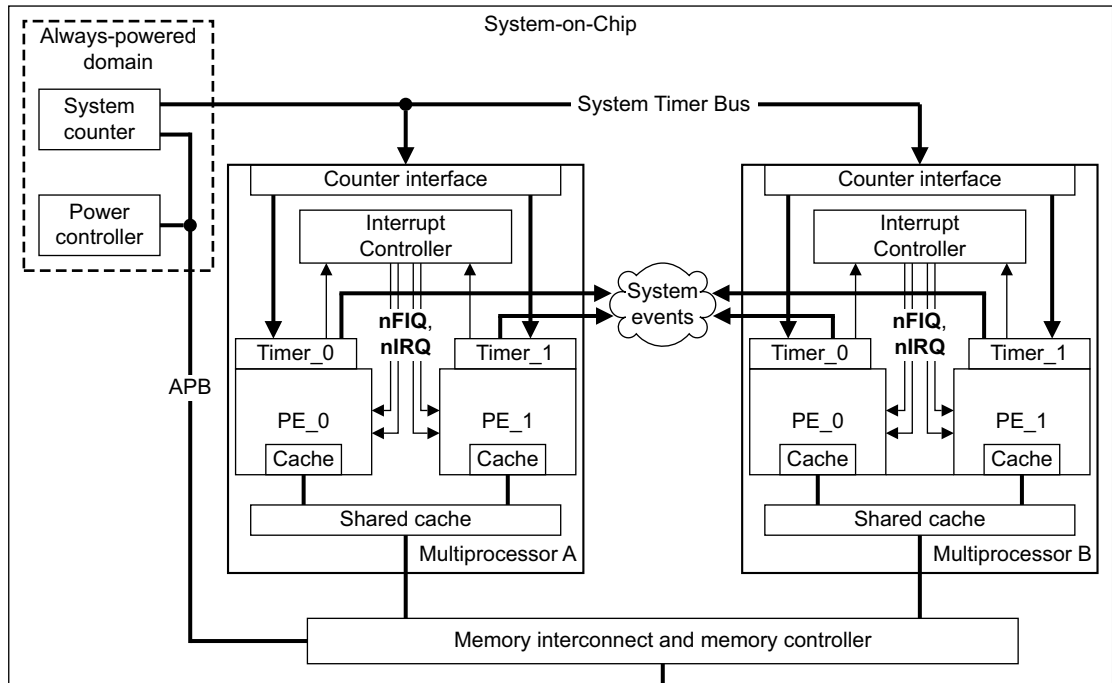 System-on-Chip
Always-powered
domain
System
counter
Power
controller
System Timer Bus
APB
Counter interface
Interrupt
Controller
nFIQ,
nIRQ
Timer_0
Timer_1
PE_0
PE_1
Cache
Cache
Shared cache
Multiprocessor A
System
events
Counter interface
Interrupt
Controller
nFIQ,
nIRQ
Timer_0
Timer_1
PE_0
PE_1
Cache
Cache
Shared cache
Multiprocessor B
Memory interconnect and memory controller